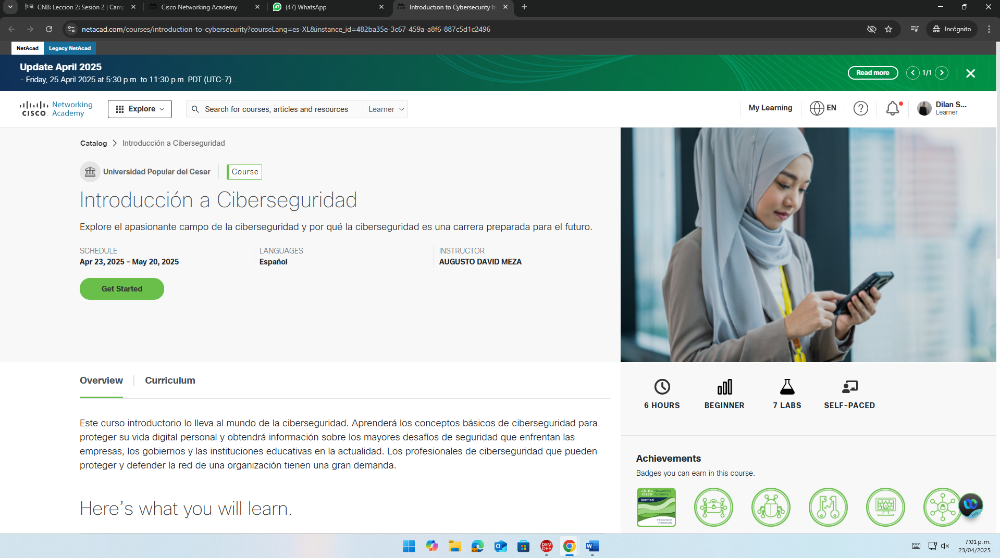 CNB: Lección 2: Sesión 2 | Cam
Cisco Networking Academy
(47) WhatsApp
Introduction to Cybersecurity b
netacad.com/courses/introduction-to-cybersecurity?courseLang=es-XL&instance_id=482ba35e-3c67-459a-a8f6-887c5d1c2496
Incógnito
NetAcad
Legacy NetAcad
Update April 2025
- Friday, 25 April 2025 at 5:30 p.m. to 11:30 p.m. PDT (UTC-7)...
Read more
1/1
CISCO
Networking
Academy
Explore
Search for courses, articles and resources
Learner
My Learning
EN
Dilan S...
Learner
Catalog
Introducción a Ciberseguridad
Universidad Popular del Cesar
Course
Introducción a Ciberseguridad
Explore el apasionante campo de la ciberseguridad y por qué la ciberseguridad es una carrera preparada para el futuro.
SCHEDULE
Apr 23, 2025 - May 20, 2025
LANGUAGES
Español
INSTRUCTOR
AUGUSTO DAVID MEZA
Get Started
Overview
Curriculum
Este curso introductorio lo lleva al mundo de la ciberseguridad. Aprenderá los conceptos básicos de ciberseguridad para
proteger su vida digital personal y obtendrá información sobre los mayores desafíos de seguridad que enfrentan las
empresas, los gobiernos y las instituciones educativas en la actualidad. Los profesionales de ciberseguridad que pueden
proteger y defender la red de una organización tienen una gran demanda.
Here's what you will learn.
6 HOURS
BEGINNER
7 LABS
SELF-PACED
Achievements
Badges you can earn in this course.
CISCO
Networking
Academy
Verified
Introduction to
Cybersecurity
Beta
DEV
C++
7:01 p. m.
23/04/2025